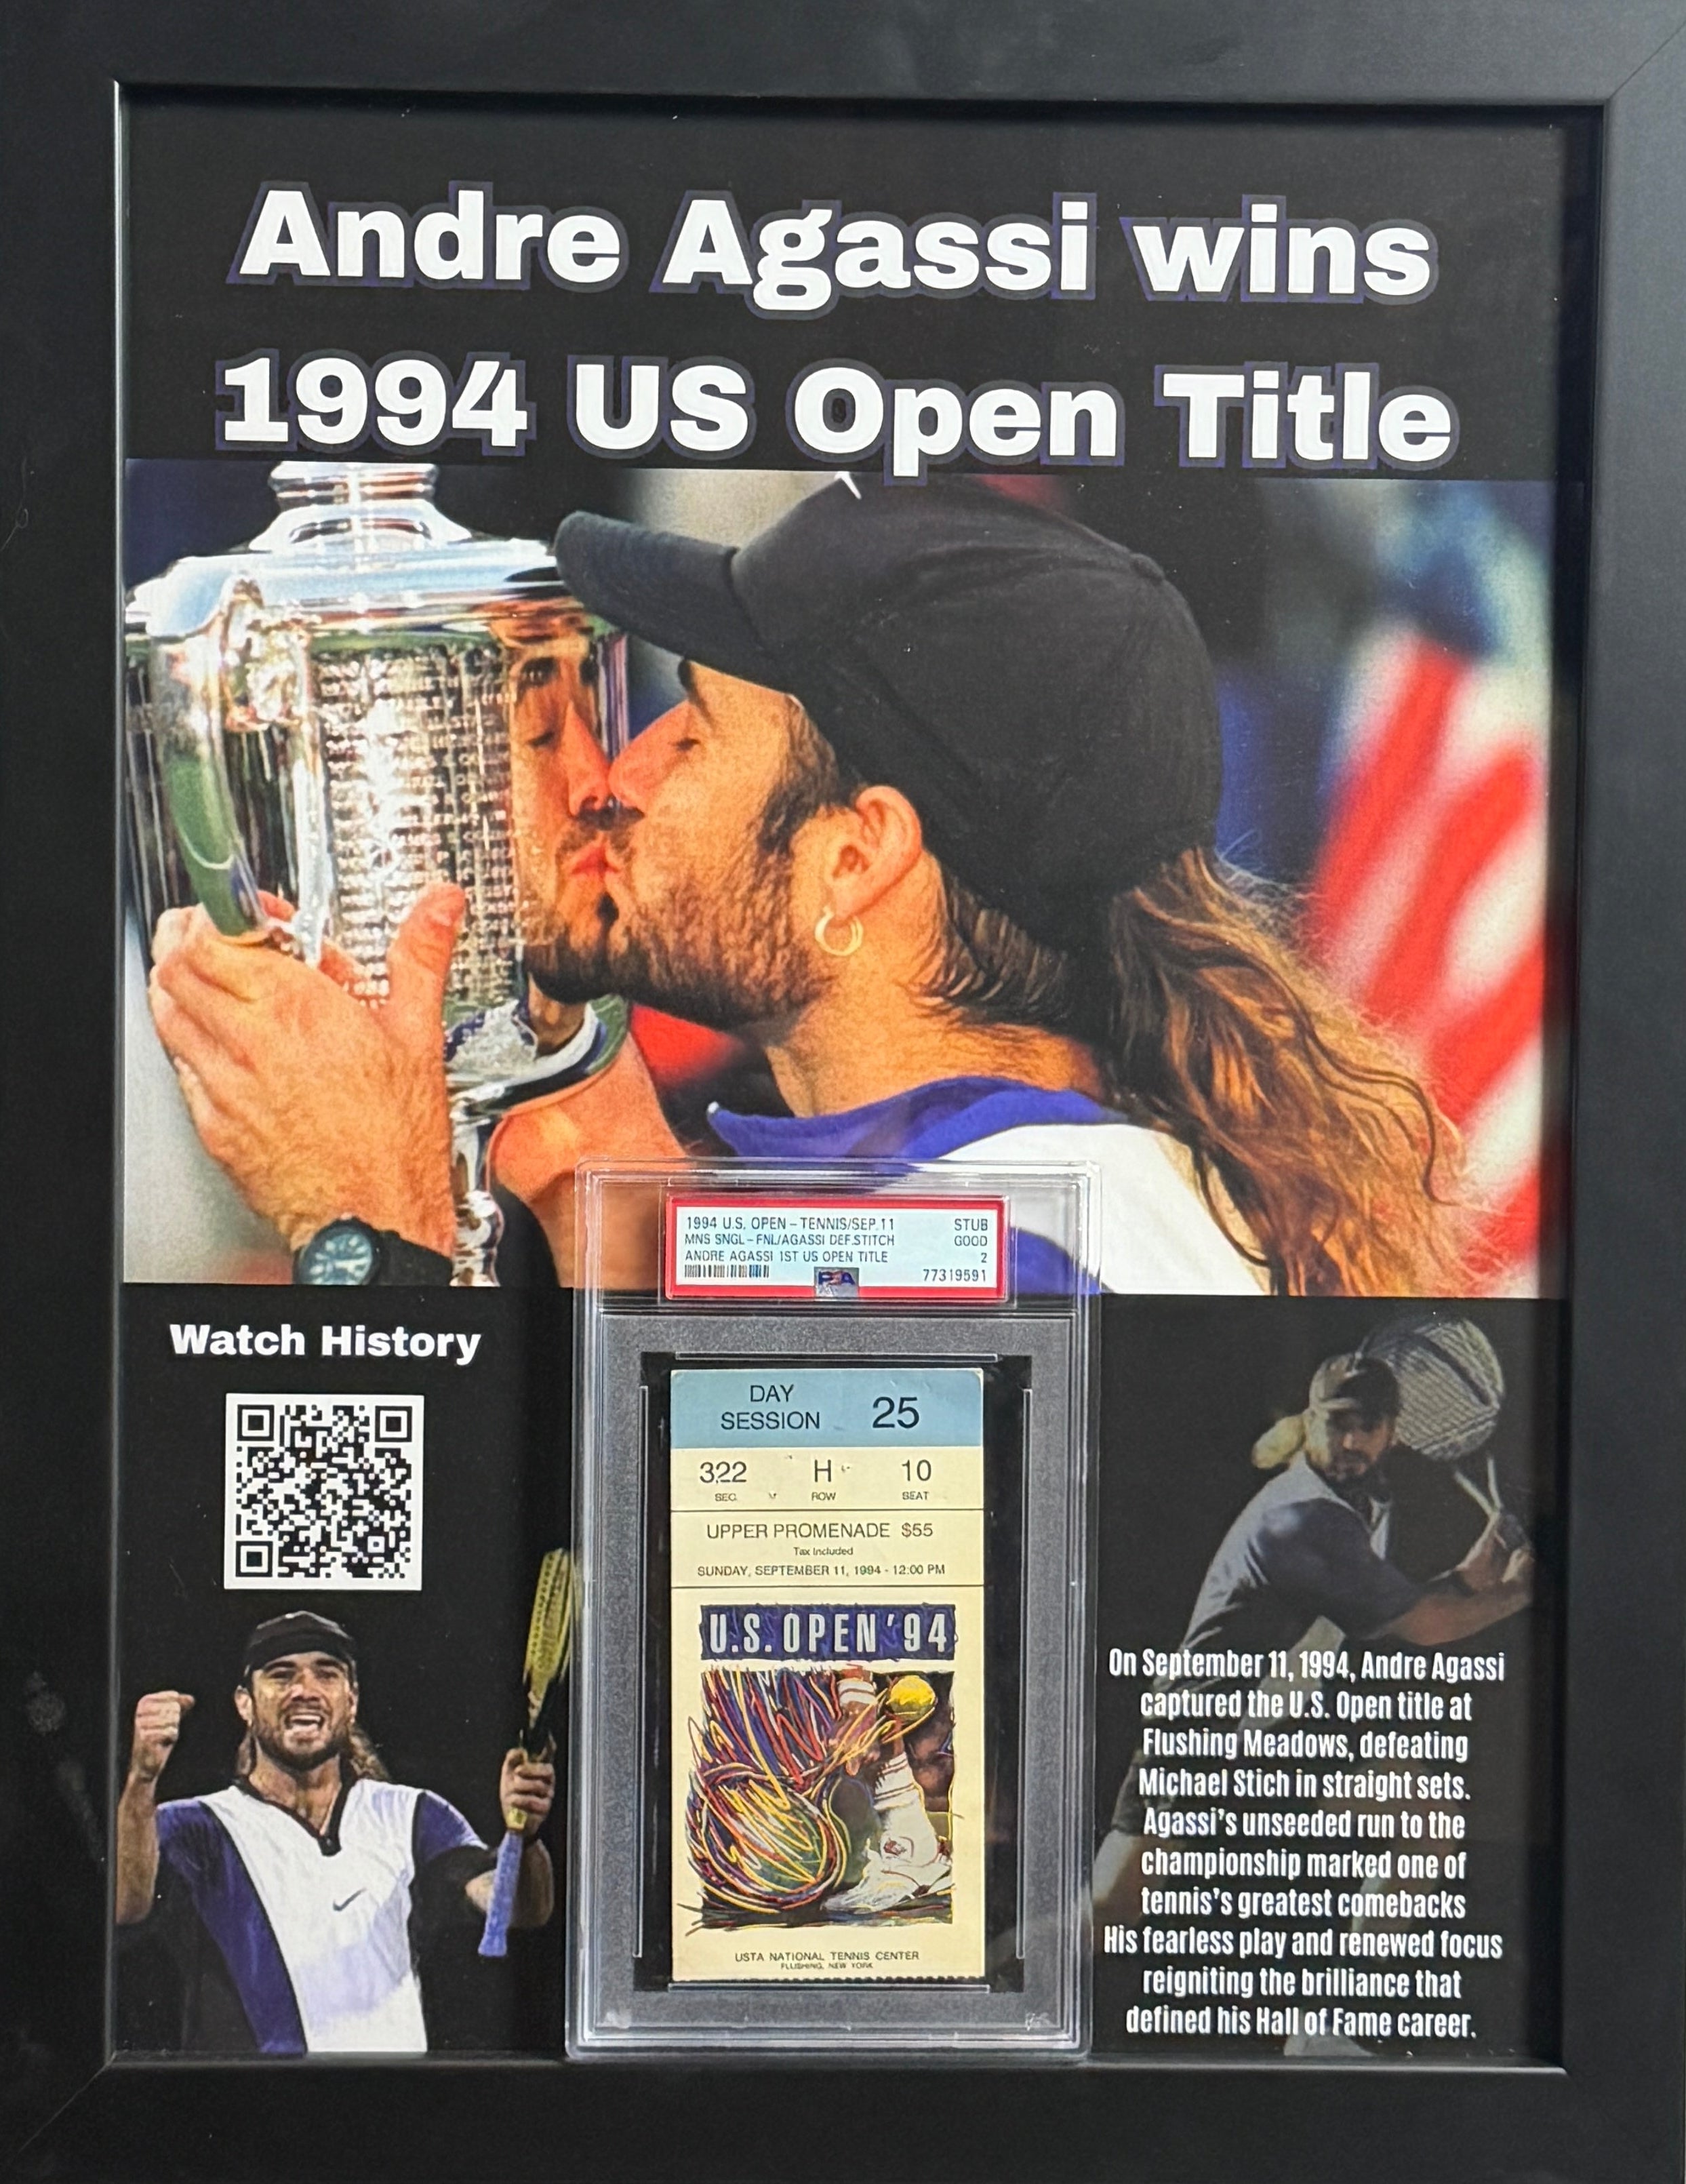 Andre Agassi wins
1994 US Open Title
1994 U.S. OPEN - TENNIS/SEP.11 STUB
MNS SNGL - FNL/AGASSI DEF.STITCH GOOD
ANDRE AGASSI 1ST US OPEN TITLE 2
PSA 77319591
Watch History
DAY
SESSION 25
322 H 10
SEC. ROW SEAT
UPPER PROMENADE $55
Tax Included
SUNDAY, SEPTEMBER 11, 1994 - 12:00 PM
U.S. OPEN '94
USTA NATIONAL TENNIS CENTER
FLUSHING, NEW YORK
On September 11, 1994, Andre Agassi
captured the U.S. Open title at
Flushing Meadows, defeating
Michael Stich in straight sets.
Agassi's unseeded run to the
championship marked one of
tennis's greatest comebacks
His fearless play and renewed focus
reigniting the brilliance that
defined his Hall of Fame career.